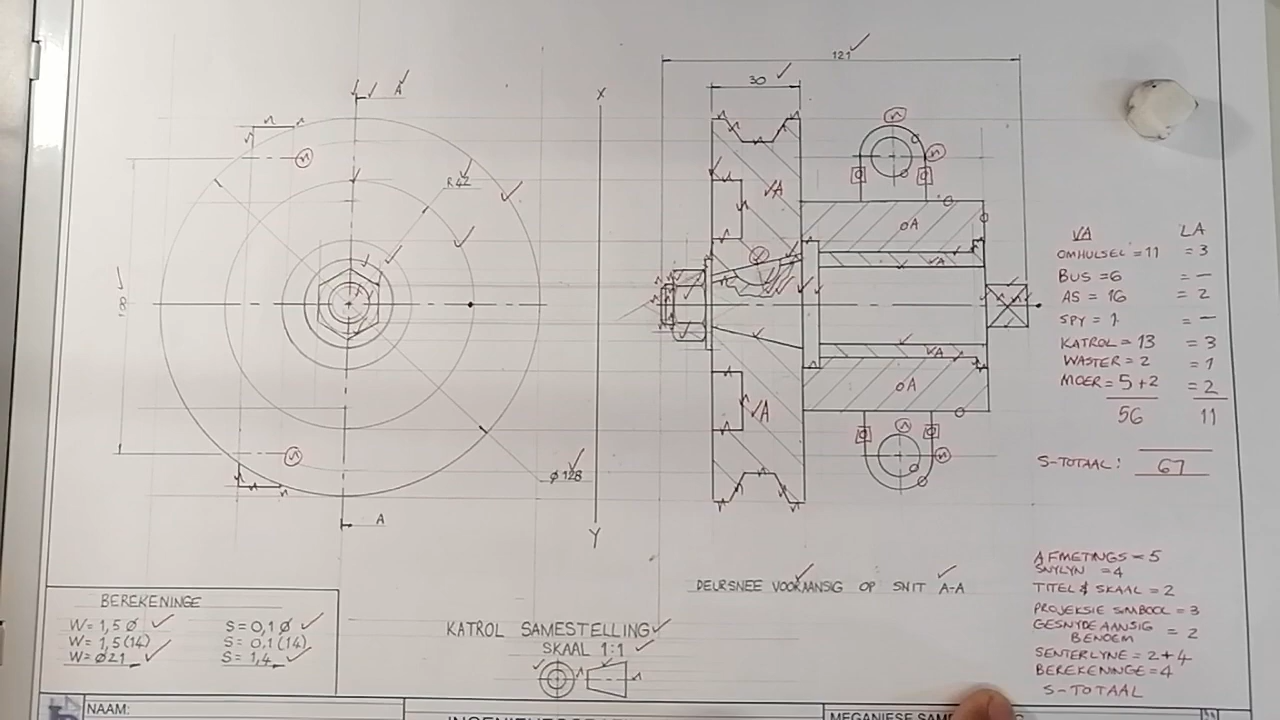 121
30
A
X
R42
108
A
A
A
A
A
A
A
A
Φ128
A
Y
VA LA
OMHULSEL = 11 = 3
BUS = 6 = –
AS = 16 = 2
SPY = 1 = –
KATROL = 13 = 3
WASTER = 2 = 1
MOER = 5 + 2 = 2
56 11
S-TOTAAL: 67
AFMETINGS = 5
SNYLYN = 4
TITEL & SKAAL = 2
PROJEKSIE SIMBOOL = 3
GESNYDE AANSIG BENOEM = 2
SENTERLYNE = 2 + 4
BEREKENINGE = 4
S-TOTAAL
DEURSNEE VOORAANSIG OP SNIT A-A
BEREKENINGE
W = 1,5 Ø S = 0,1 Ø
W = 1,5(14) S = 0,1(14)
W = Ø21 S = 1,4
KATROL SAMESTELLING
SKAAL 1:1
NAAM: